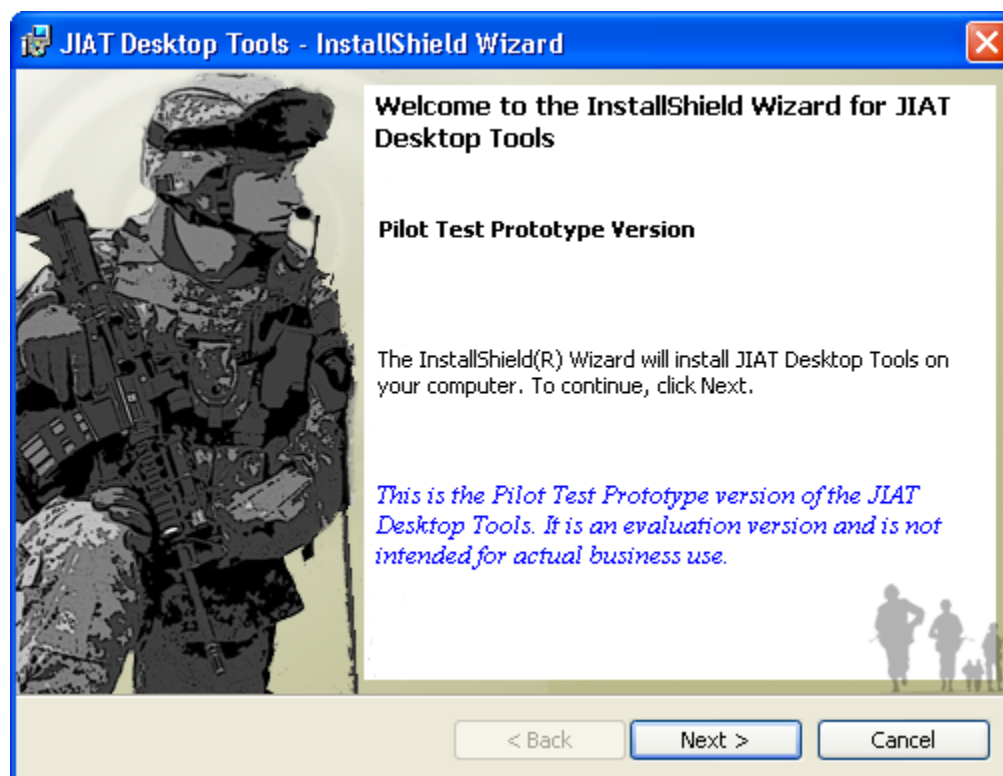 JIAT Desktop Tools - InstallShield Wizard
Welcome to the InstallShield Wizard for JIAT
Desktop Tools
Pilot Test Prototype Version
The InstallShield(R) Wizard will install JIAT Desktop Tools on
your computer. To continue, click Next.
This is the Pilot Test Prototype version of the JIAT
Desktop Tools. It is an evaluation version and is not
intended for actual business use.
< Back Next > Cancel